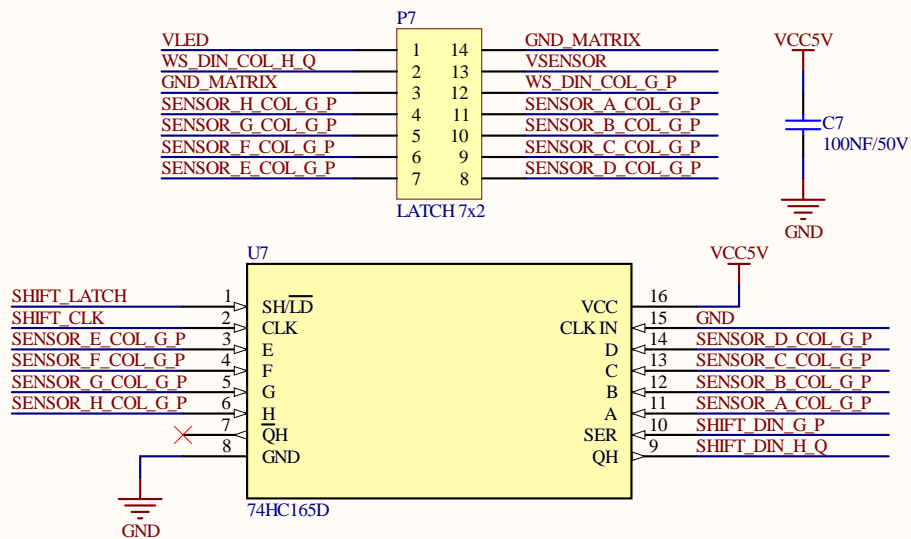 P7
VLED 1 14 GND_MATRIX
WS_DIN_COL_H_Q 2 13 VSENSOR
GND_MATRIX 3 12 WS_DIN_COL_G_P
SENSOR_H_COL_G_P 4 11 SENSOR_A_COL_G_P
SENSOR_G_COL_G_P 5 10 SENSOR_B_COL_G_P
SENSOR_F_COL_G_P 6 9 SENSOR_C_COL_G_P
SENSOR_E_COL_G_P 7 8 SENSOR_D_COL_G_P
LATCH 7x2
VCC5V
C7
100NF/50V
GND
U7
VCC5V
SHIFT_LATCH 1 SH/L̅D̅ VCC 16
SHIFT_CLK 2 CLK CLK IN 15 GND
SENSOR_E_COL_G_P 3 E D 14 SENSOR_D_COL_G_P
SENSOR_F_COL_G_P 4 F C 13 SENSOR_C_COL_G_P
SENSOR_G_COL_G_P 5 G B 12 SENSOR_B_COL_G_P
SENSOR_H_COL_G_P 6 H A 11 SENSOR_A_COL_G_P
7 Q̅H SER 10 SHIFT_DIN_G_P
8 GND QH 9 SHIFT_DIN_H_Q
74HC165D
GND